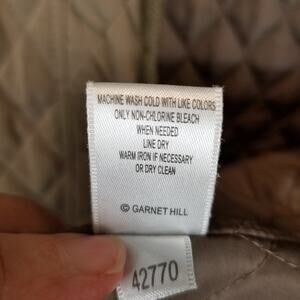 MACHINE WASH COLD WITH LIKE COLORS
ONLY NON-CHLORINE BLEACH
WHEN NEEDED
LINE DRY
WARM IRON IF NECESSARY
OR DRY CLEAN
© GARNET HILL
42770